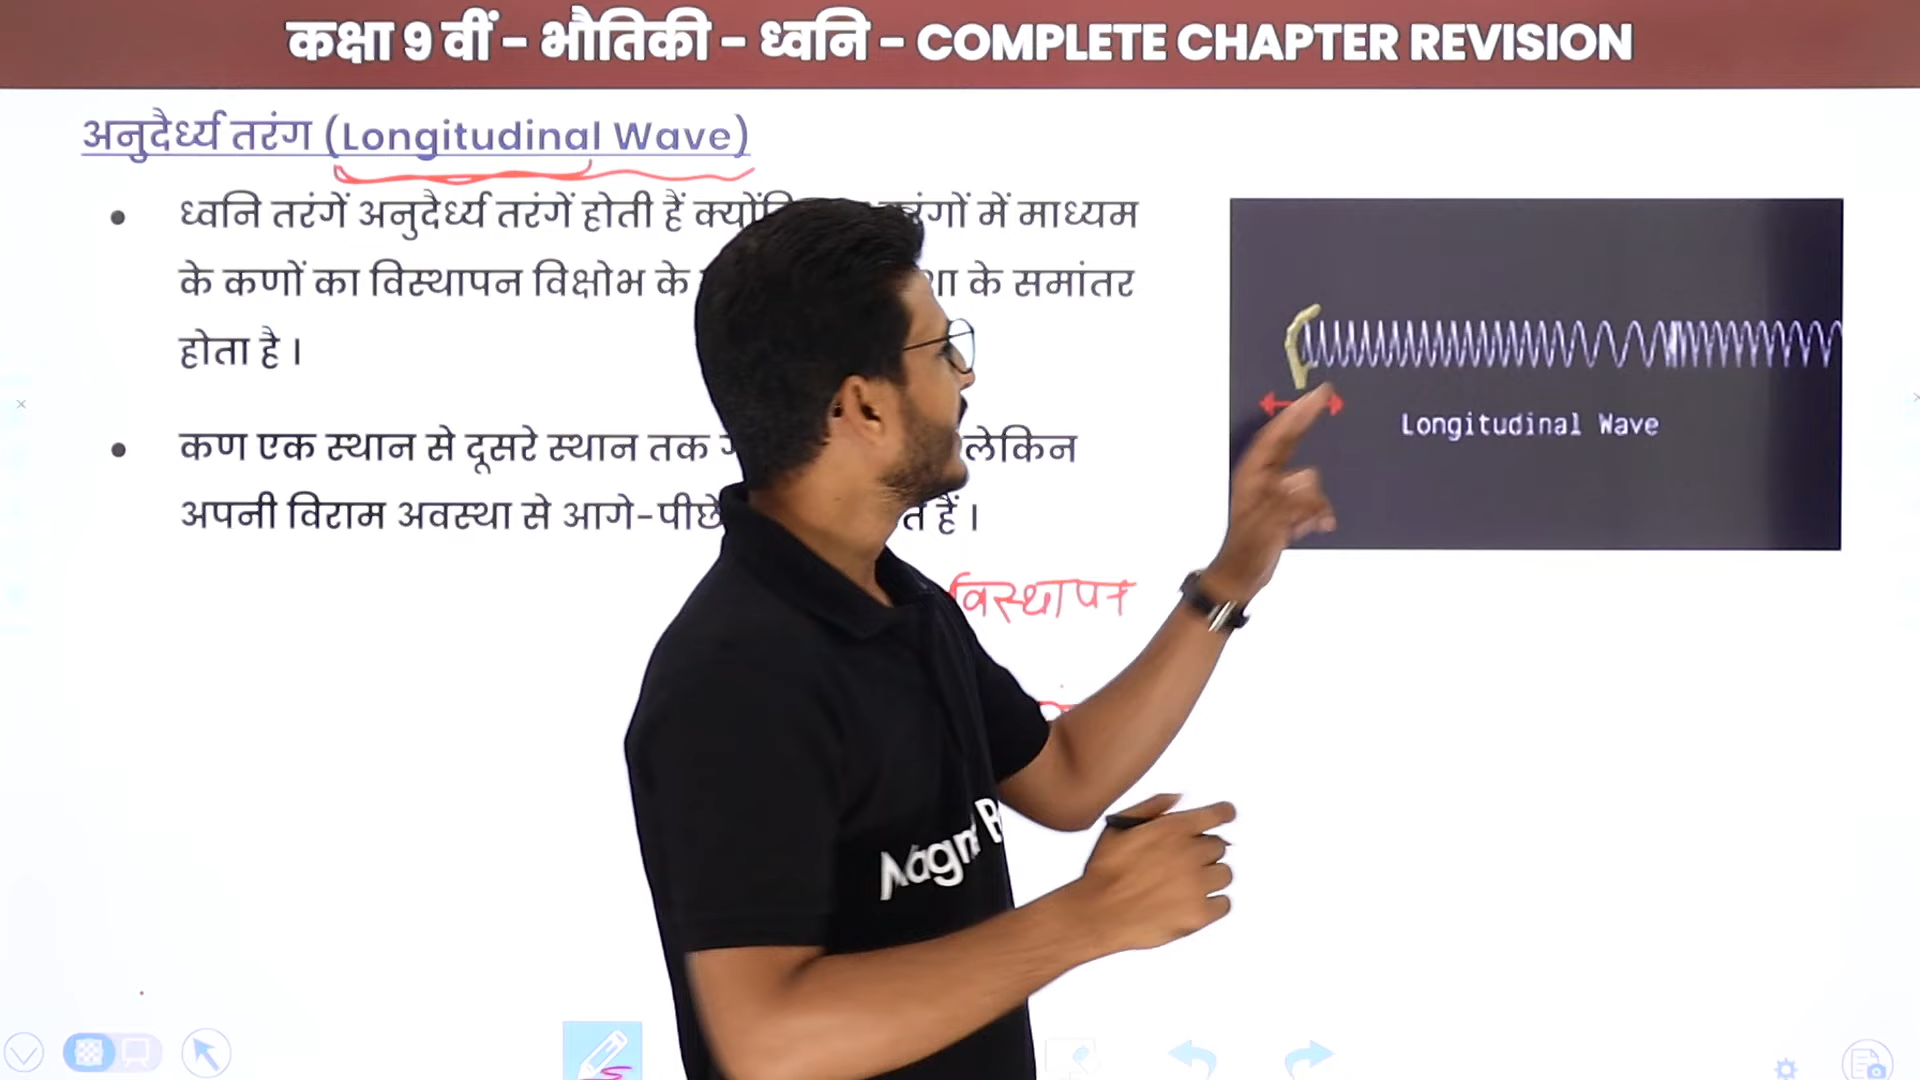 कक्षा 9 वीं - भौतिकी - ध्वनि - COMPLETE CHAPTER REVISION
अनुदैर्ध्य तरंग (Longitudinal Wave)
ध्वनि तरंगें अनुदैर्ध्य तरंगें होती हैं में माध्यम
के कणों का विस्थापन विक्षोभ के के समांतर
होता है ।
कण एक स्थान से दूसरे स्थान तक लेकिन
अपनी विराम अवस्था से आगे-पीछे हैं ।
विस्थापन
Longitudinal Wave